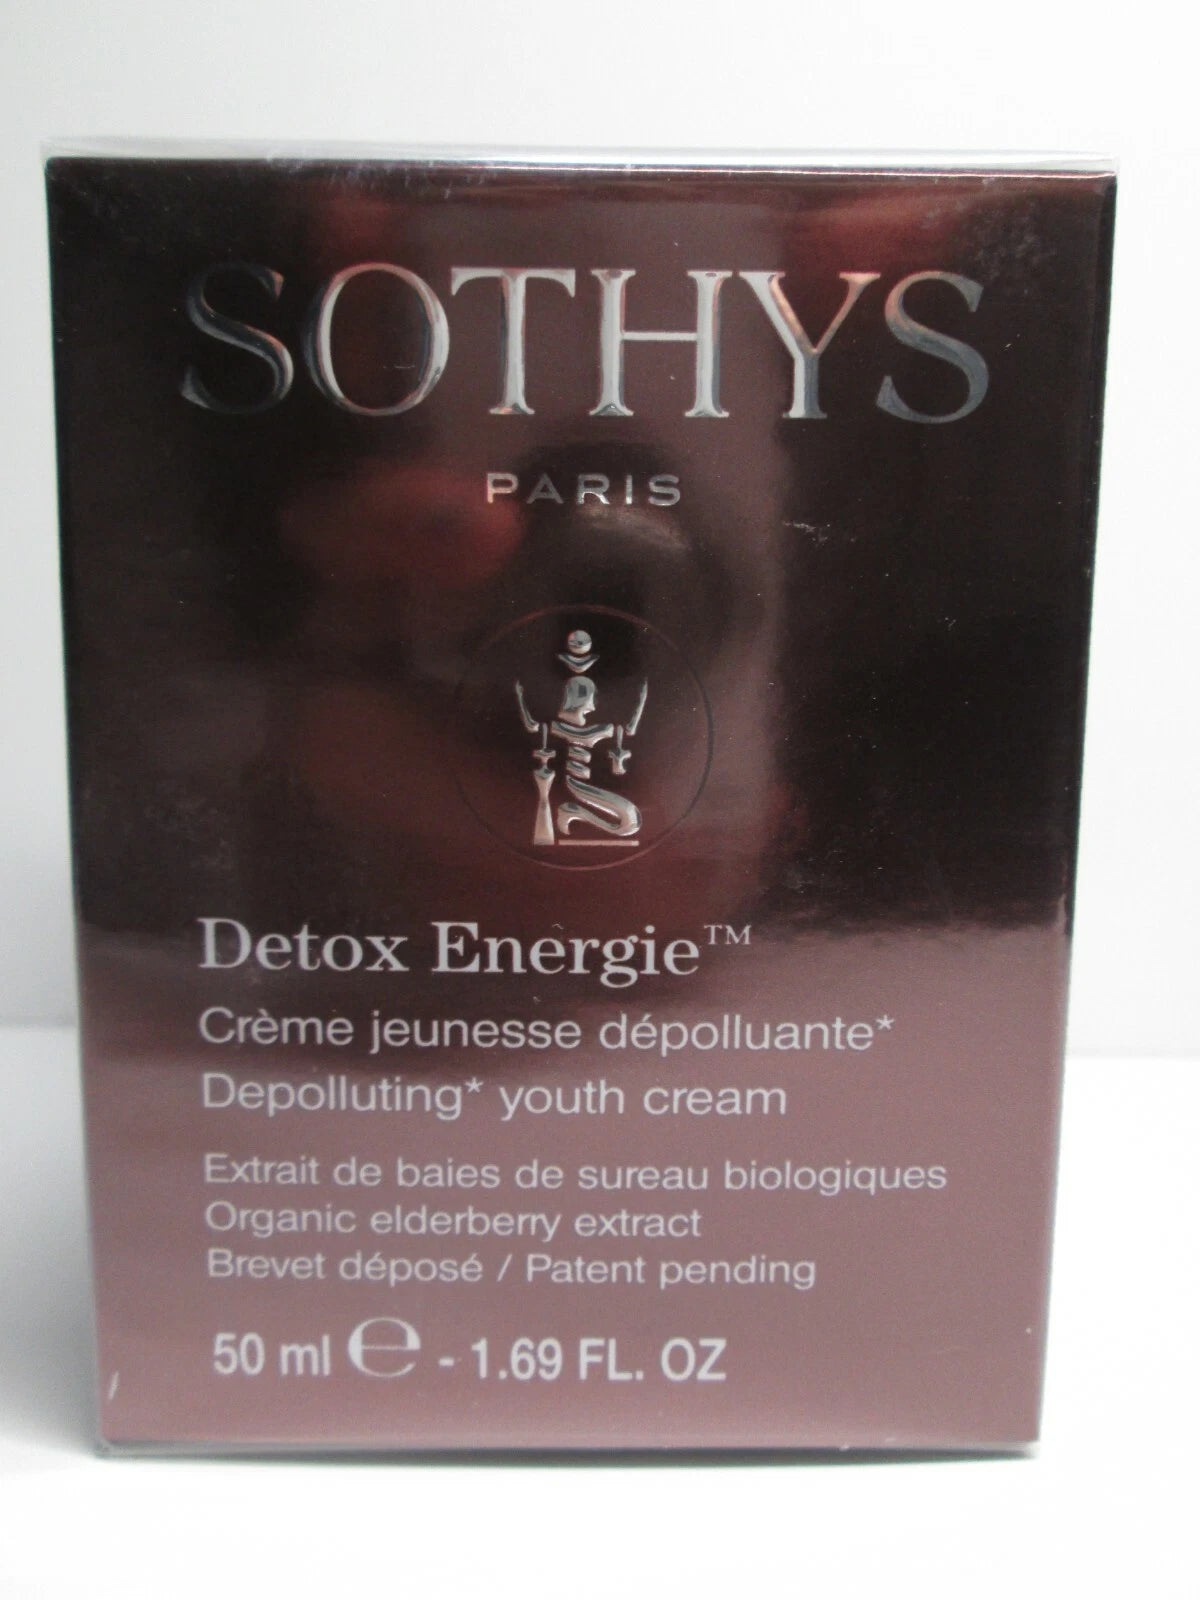 SOTHYS
PARIS
Detox Energie™
Crème jeunesse dépolluante*
Depolluting* youth cream
Extrait de baies de sureau biologiques
Organic elderberry extract
Brevet déposé / Patent pending
50 ml ℮ - 1.69 FL. OZ